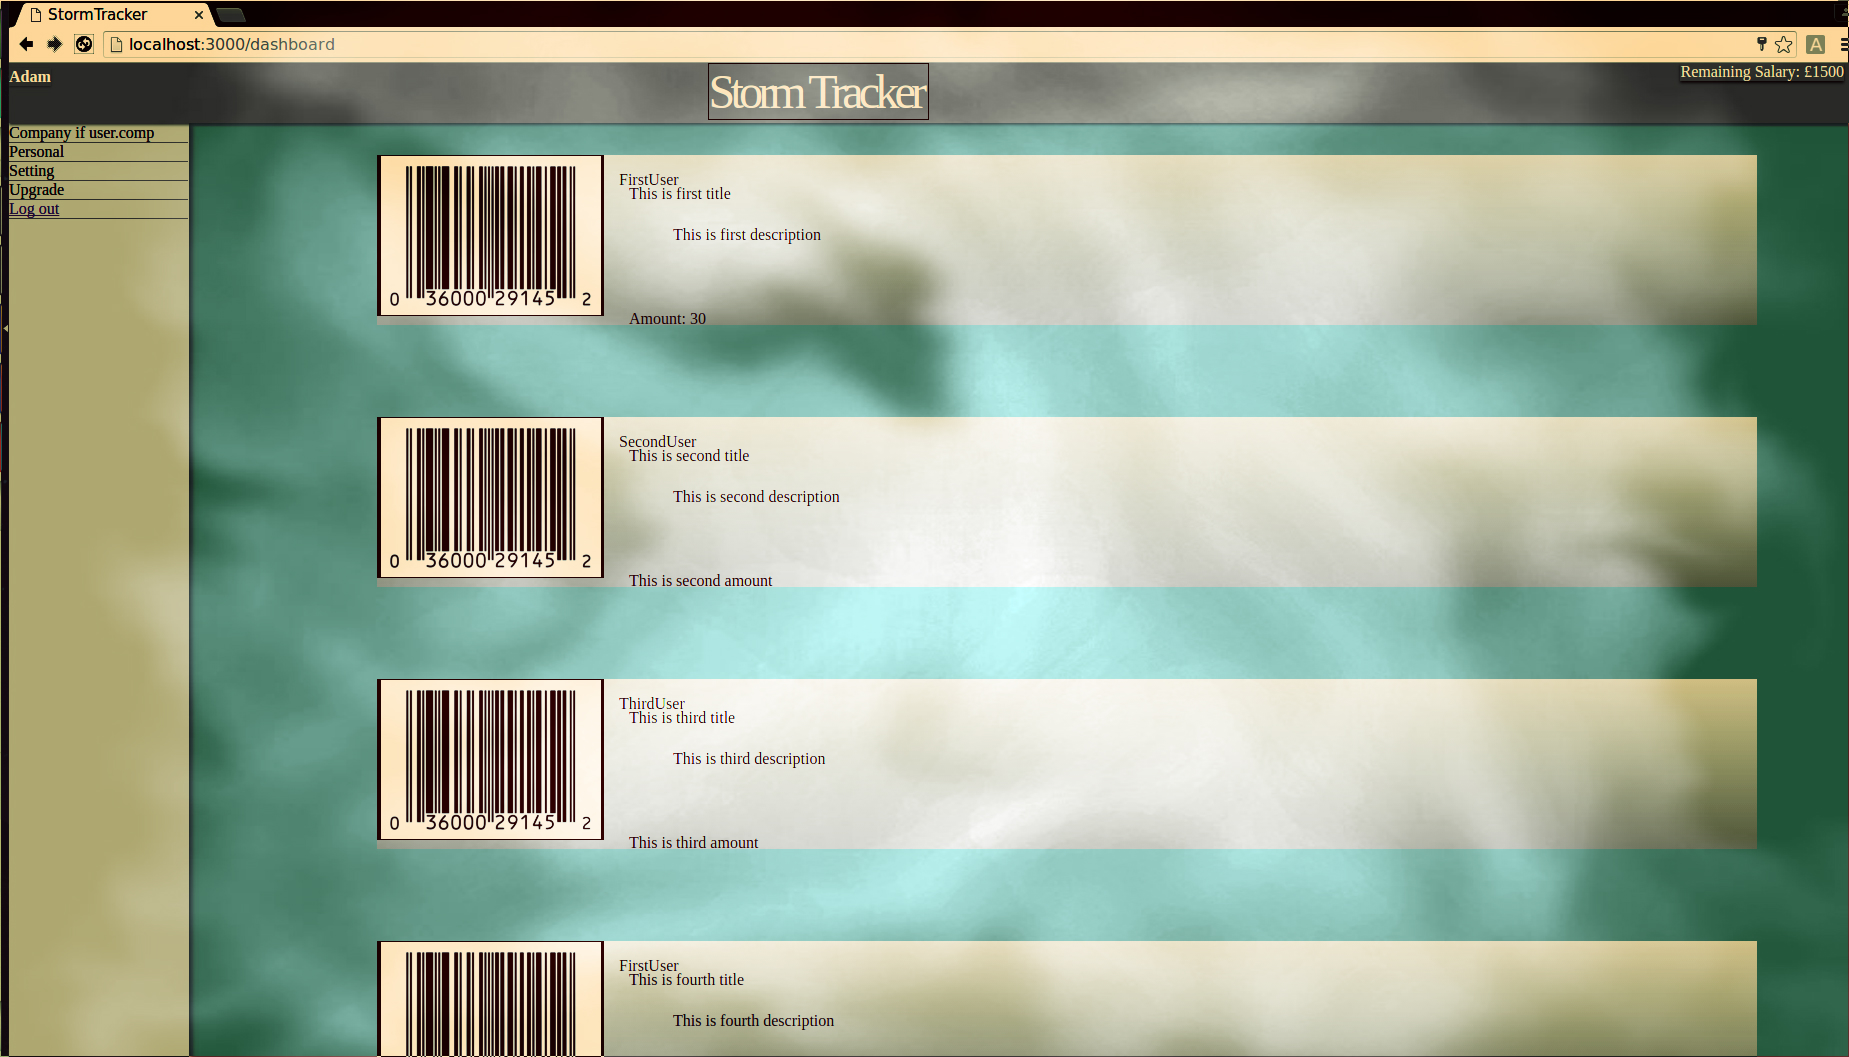 StormTracker
localhost:3000/dashboard
A
Adam
Storm Tracker
Remaining Salary: £1500
Company if user.comp
Personal
Setting
Upgrade
Log out
FirstUser
This is first title
This is first description
Amount: 30
0 36000 29145 2
SecondUser
This is second title
This is second description
This is second amount
0 36000 29145 2
ThirdUser
This is third title
This is third description
This is third amount
0 36000 29145 2
FirstUser
This is fourth title
This is fourth description